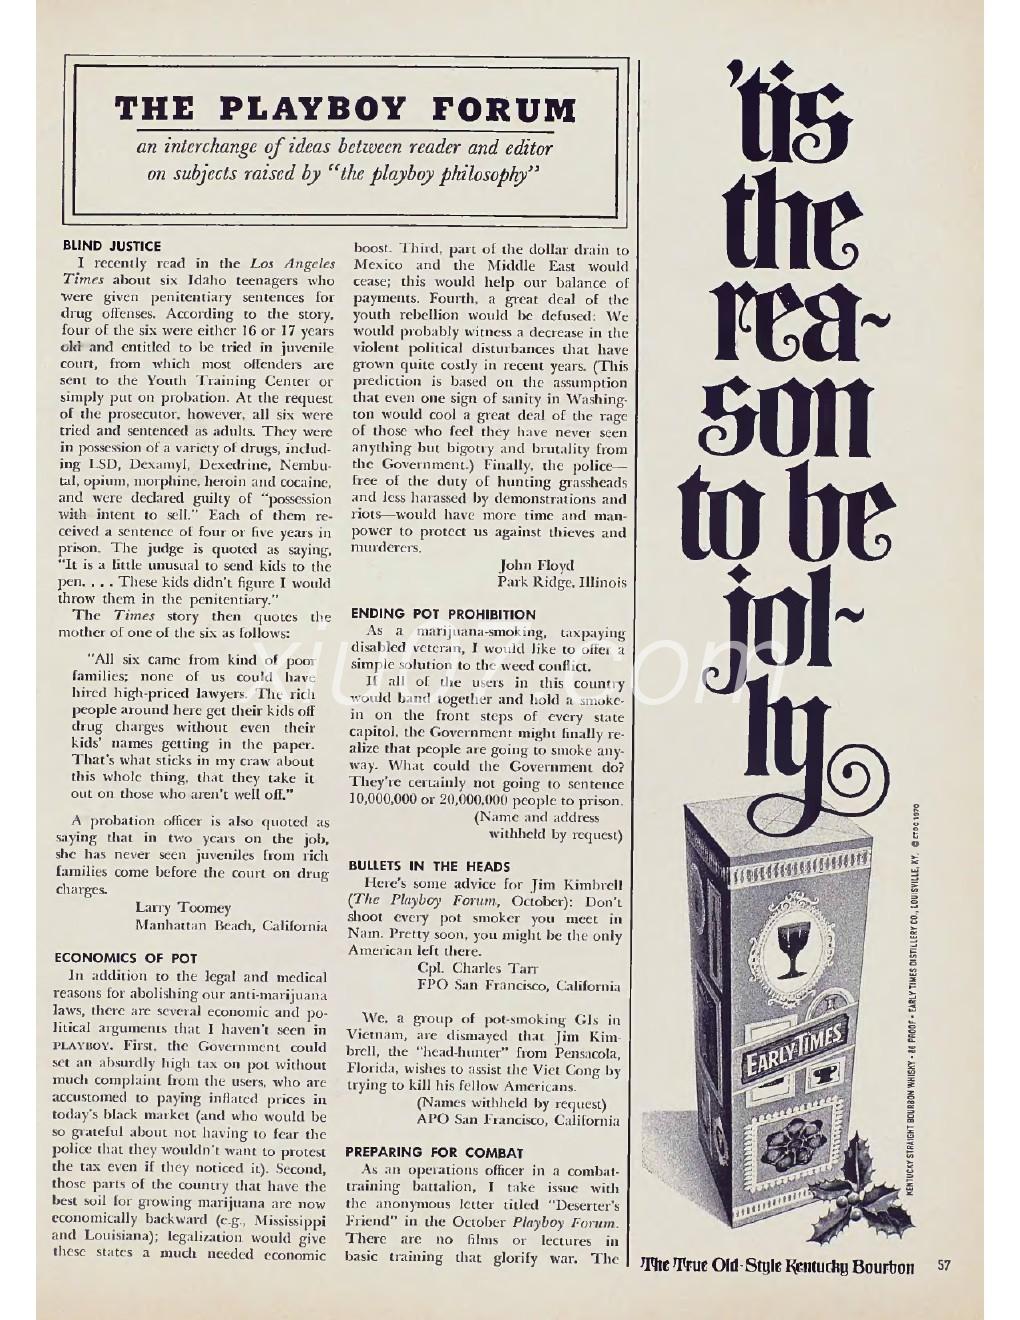 THE PLAYBOY FORUM
an interchange of ideas between reader and editor
on subjects raised by “the playboy philosophy”
BLIND JUSTICE
I recently read in the Los Angeles
Times about six Idaho teenagers who
were given penitentiary sentences for
drug offenses. According to the story,
four of the six were either 16 or 17 years
old and entitled to be tried in juvenile
court, from which most offenders are
sent to the Youth Training Center or
simply put on probation. At the request
of the prosecutor, however, all six were
tried and sentenced as adults. They were
in possession of a variety of drugs, includ-
ing LSD, Dexamyl, Dexedrine, Nembu-
tal, opium, morphine, heroin and cocaine,
and were declared guilty of “possession
with intent to sell.” Each of them re-
ceived a sentence of four or five years in
prison. The judge is quoted as saying,
“It is a little unusual to send kids to the
pen. . . . These kids didn’t figure I would
throw them in the penitentiary.”
The Times story then quotes the
mother of one of the six as follows:
“All six came from kind of poor
families; none of us could have
hired high-priced lawyers. The rich
people around here get their kids off
drug charges without even their
kids’ names getting in the paper.
That’s what sticks in my craw about
this whole thing, that they take it
out on those who aren’t well off.”
A probation officer is also quoted as
saying that in two years on the job,
she has never seen juveniles from rich
families come before the court on drug
charges.
Larry Toomey
Manhattan Beach, California
ECONOMICS OF POT
In addition to the legal and medical
reasons for abolishing our anti-marijuana
laws, there are several economic and po-
litical arguments that I haven’t seen in
PLAYBOY. First, the Government could
set an absurdly high tax on pot without
much complaint from the users, who are
accustomed to paying inflated prices in
today’s black market (and who would be
so grateful about not having to fear the
police that they wouldn’t want to protest
the tax even if they noticed it). Second,
those parts of the country that have the
best soil for growing marijuana are now
economically backward (e.g., Mississippi
and Louisiana); legalization would give
these states a much needed economic
boost. Third, part of the dollar drain to
Mexico and the Middle East would
cease; this would help our balance of
payments. Fourth, a great deal of the
youth rebellion would be defused: We
would probably witness a decrease in the
violent political disturbances that have
grown quite costly in recent years. (This
prediction is based on the assumption
that even one sign of sanity in Washing-
ton would cool a great deal of the rage
of those who feel they have never seen
anything but bigotry and brutality from
the Government.) Finally, the police—
free of the duty of hunting grassheads
and less harassed by demonstrations and
riots—would have more time and man-
power to protect us against thieves and
murderers.
John Floyd
Park Ridge, Illinois
ENDING POT PROHIBITION
As a marijuana-smoking, taxpaying
disabled veteran, I would like to offer a
simple solution to the weed conflict.
If all of the users in this country
would band together and hold a smoke-
in on the front steps of every state
capitol, the Government might finally re-
alize that people are going to smoke any-
way. What could the Government do?
They’re certainly not going to sentence
10,000,000 or 20,000,000 people to prison.
(Name and address
withheld by request)
BULLETS IN THE HEADS
Here’s some advice for Jim Kimbrell
(The Playboy Forum, October): Don’t
shoot every pot smoker you meet in
Nam. Pretty soon, you might be the only
American left there.
Cpl. Charles Tarr
FPO San Francisco, California
We, a group of pot-smoking GIs in
Vietnam, are dismayed that Jim Kim-
brell, the “head-hunter” from Pensacola,
Florida, wishes to assist the Viet Cong by
trying to kill his fellow Americans.
(Names withheld by request)
APO San Francisco, California
PREPARING FOR COMBAT
As an operations officer in a combat-
training battalion, I take issue with
the anonymous letter titled “Deserter’s
Friend” in the October Playboy Forum.
There are no films or lectures in
basic training that glorify war. The
’tis
the
rea-
son
to be
jol-
ly
EARLY TIMES
KENTUCKY STRAIGHT BOURBON WHISKY • 86 PROOF • EARLY TIMES DISTILLERY CO., LOUISVILLE, KY. © ETDC 1970
The True Old-Style Kentucky Bourbon
57
xiu07.com